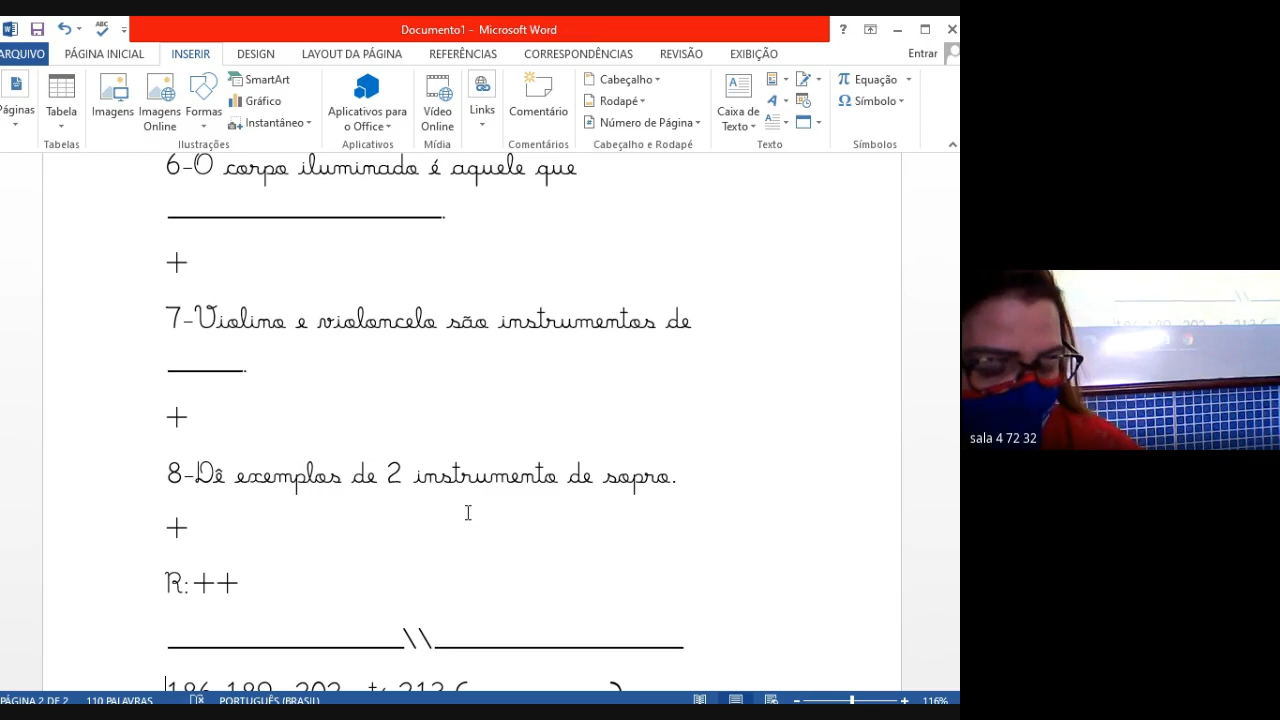 Documento1 - Microsoft Word
ARQUIVO PÁGINA INICIAL INSERIR DESIGN LAYOUT DA PÁGINA REFERÊNCIAS CORRESPONDÊNCIAS REVISÃO EXIBIÇÃO Entrar
Páginas Tabela Imagens Imagens Online Formas SmartArt Gráfico Instantâneo Aplicativos para o Office Vídeo Online Links Comentário Cabeçalho Rodapé Número de Página Caixa de Texto Equação Símbolo
Tabelas Ilustrações Aplicativos Mídia Comentários Cabeçalho e Rodapé Texto Símbolos
6-O corpo iluminado é aquele que
____________________.
+
7-Violino e violoncelo são instrumentos de
______.
+
8-Dê exemplos de 2 instrumento de sopro.
+
R:++
_________________\\__________________
sala 4 72 32
PÁGINA 2 DE 2 110 PALAVRAS PORTUGUÊS (BRASIL) 116%